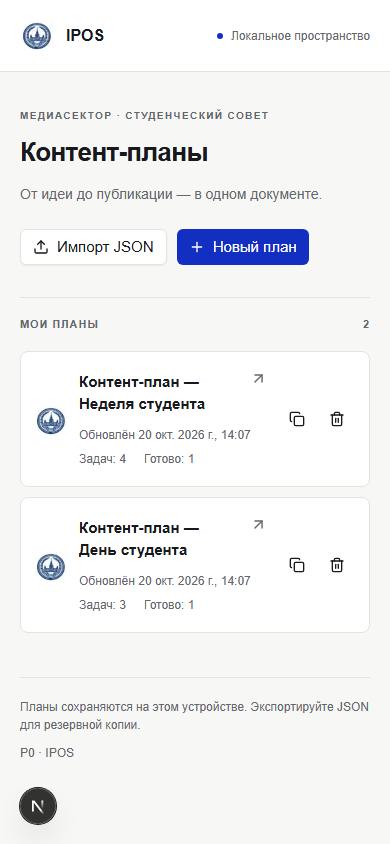 IPOS
Локальное пространство
МЕДИАСЕКТОР · СТУДЕНЧЕСКИЙ СОВЕТ
Контент-планы
От идеи до публикации — в одном документе.
Импорт JSON
Новый план
МОИ ПЛАНЫ
2
Контент-план —
Неделя студента
Обновлён 20 окт. 2026 г., 14:07
Задач: 4 Готово: 1
Контент-план —
День студента
Обновлён 20 окт. 2026 г., 14:07
Задач: 3 Готово: 1
Планы сохраняются на этом устройстве. Экспортируйте JSON
для резервной копии.
P0 · IPOS
N